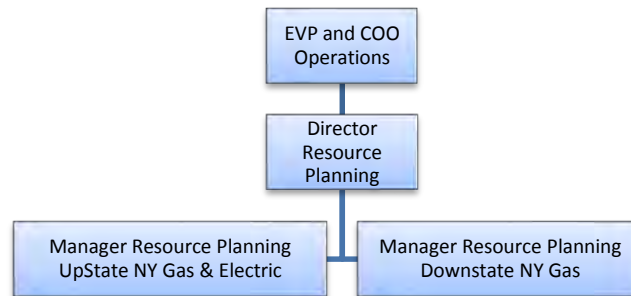 EVP and COO
Operations
Director
Resource
Planning
Manager Resource Planning
UpState NY Gas & Electric
Manager Resource Planning
Downstate NY Gas